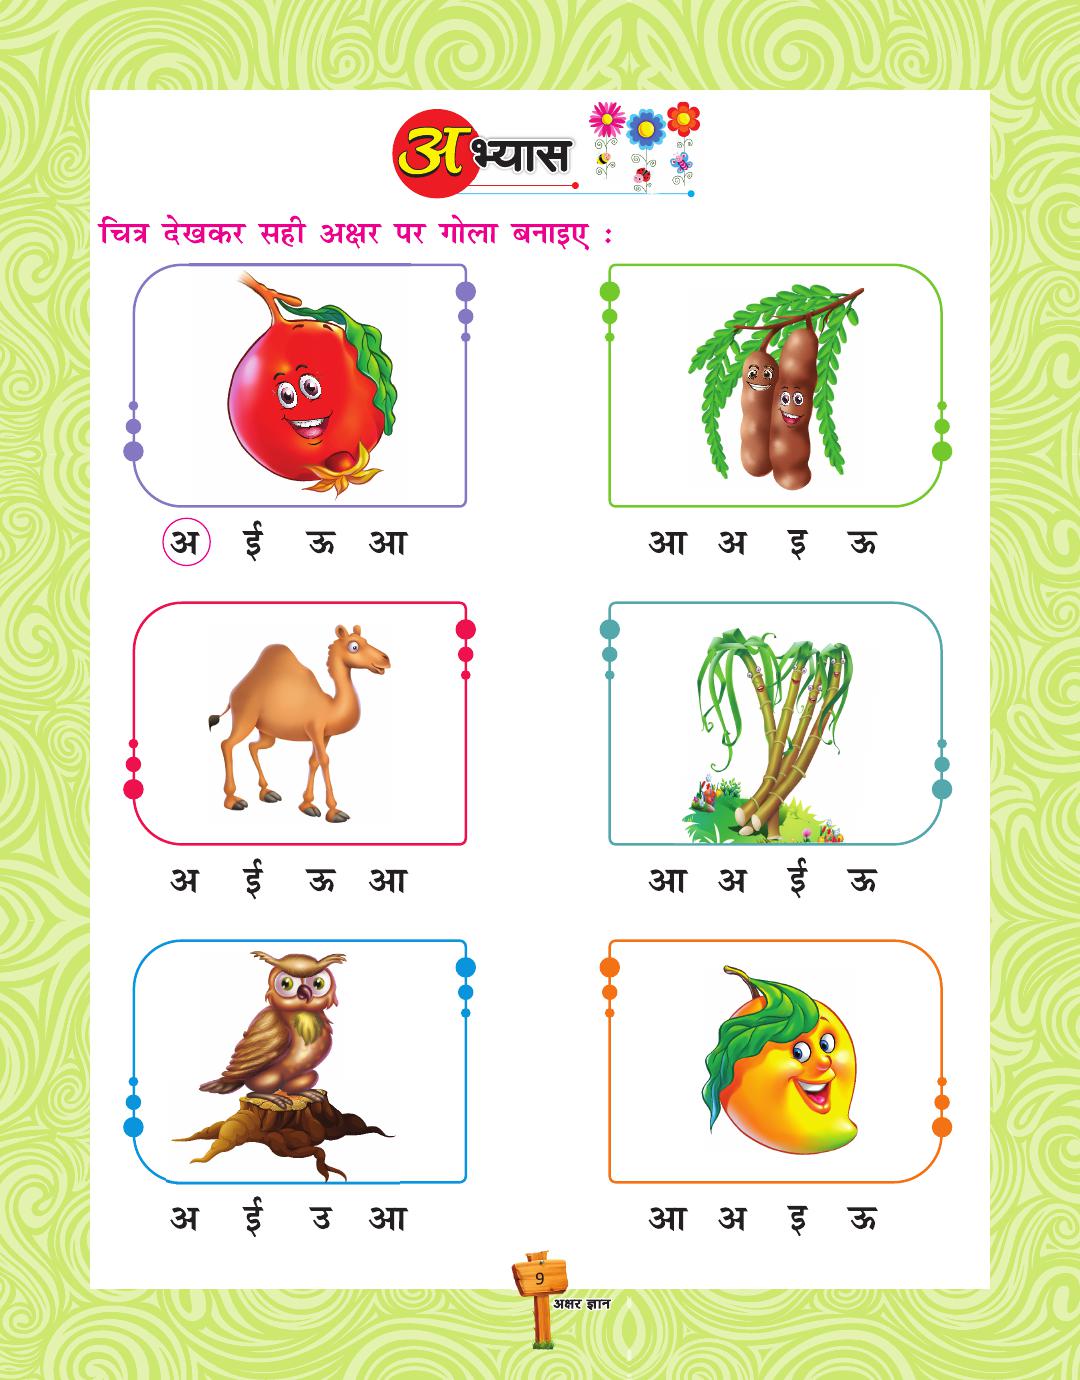 अभ्यास
चित्र देखकर सही अक्षर पर गोला बनाइए :
अ ई ऊ आ
आ अ इ ऊ
अ ई ऊ आ
आ अ ई ऊ
अ ई उ आ
आ अ इ ऊ
9
अक्षर ज्ञान